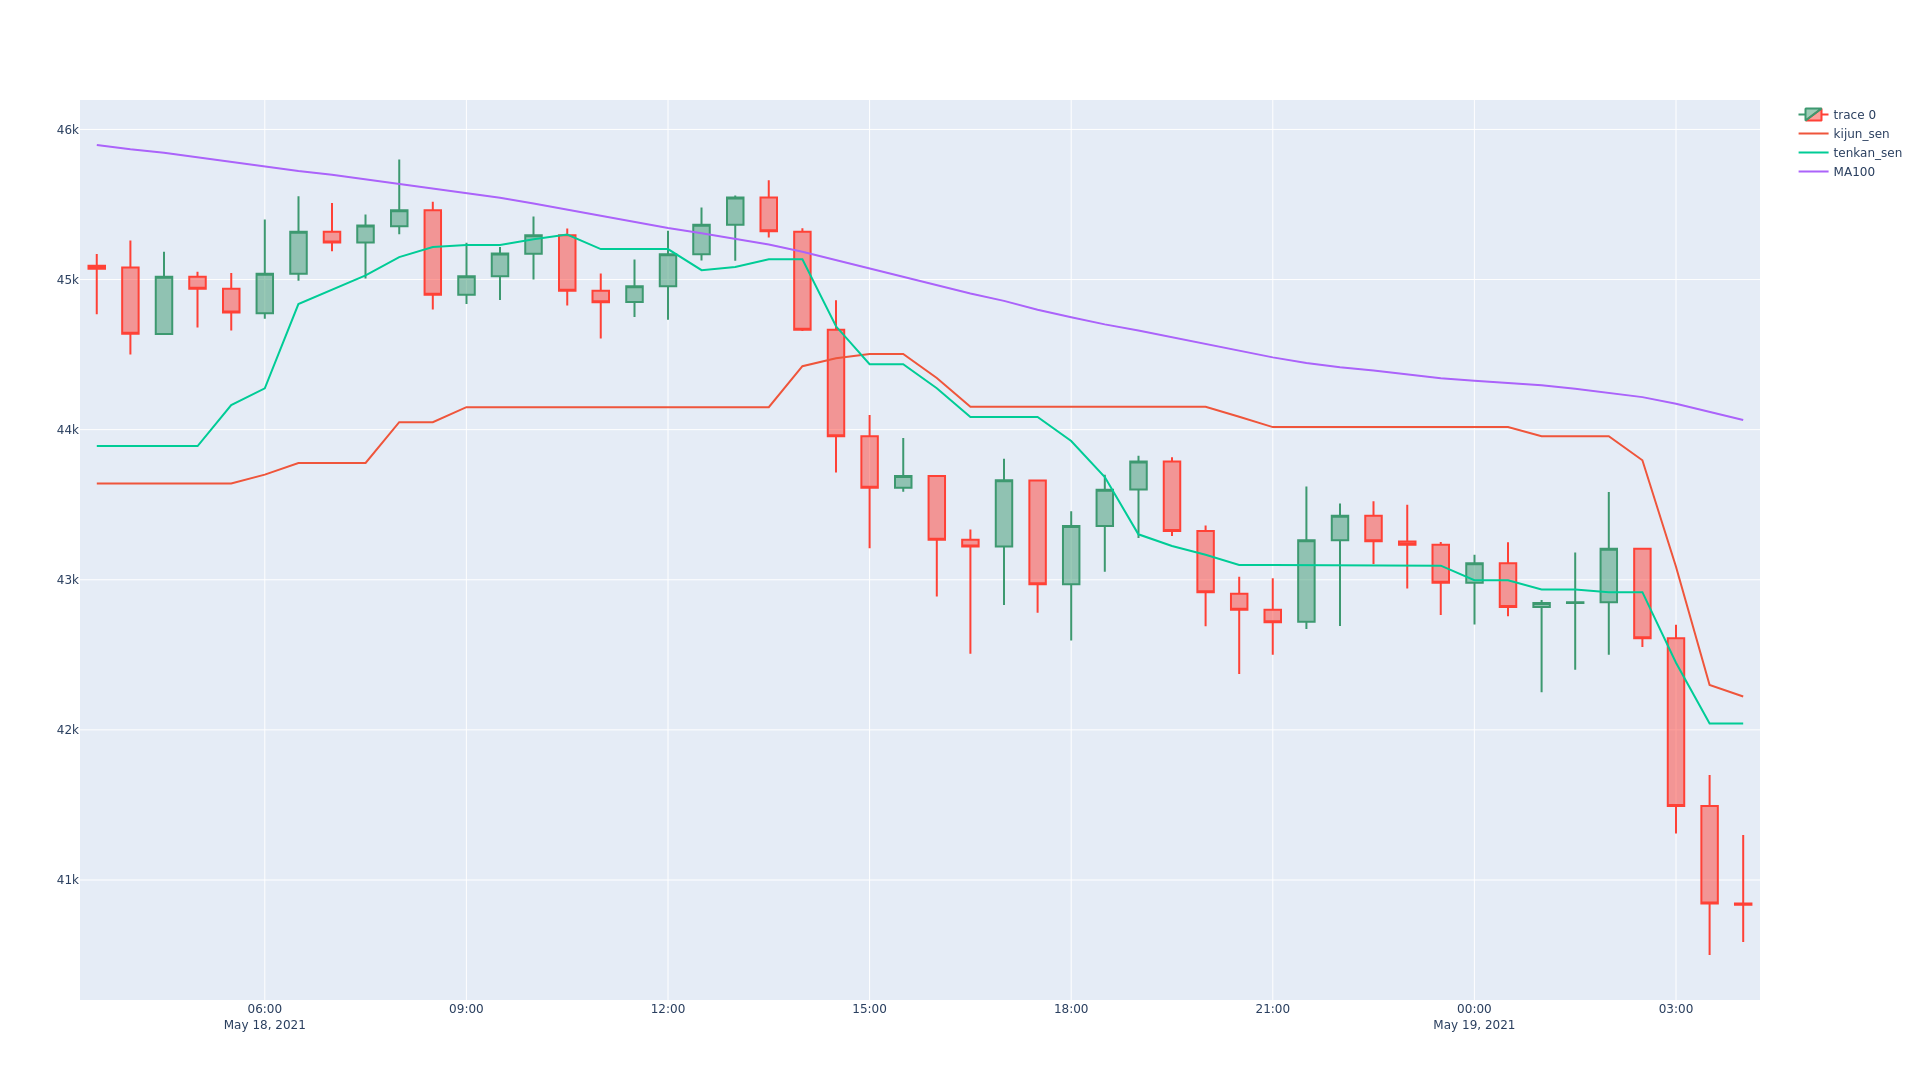 46k
45k
44k
43k
42k
41k
06:00
May 18, 2021
09:00
12:00
15:00
18:00
21:00
00:00
May 19, 2021
03:00
trace 0
kijun_sen
tenkan_sen
MA100